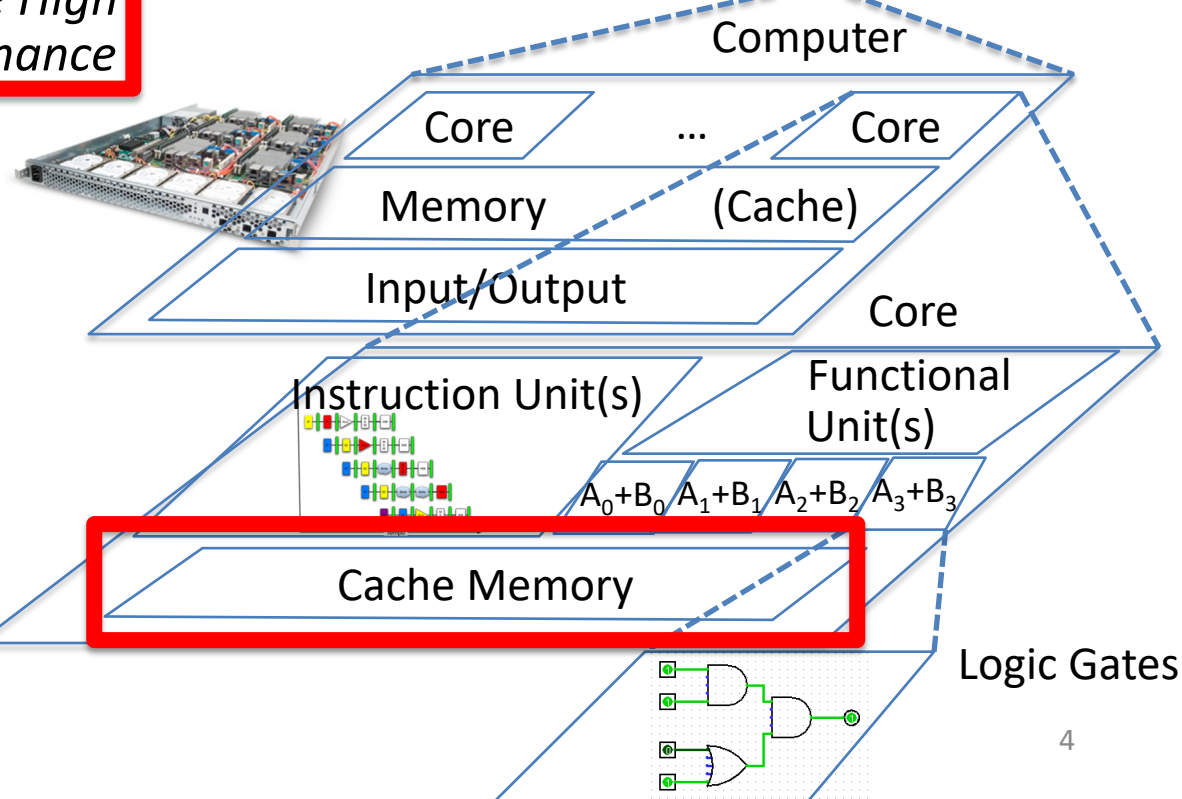 High
Computer
Core ... Core
Memory (Cache)
Input/Output
Core
Instruction Unit(s)
Functional
Unit(s)
A₀+B₀ A₁+B₁ A₂+B₂ A₃+B₃
Cache Memory
Logic Gates
4